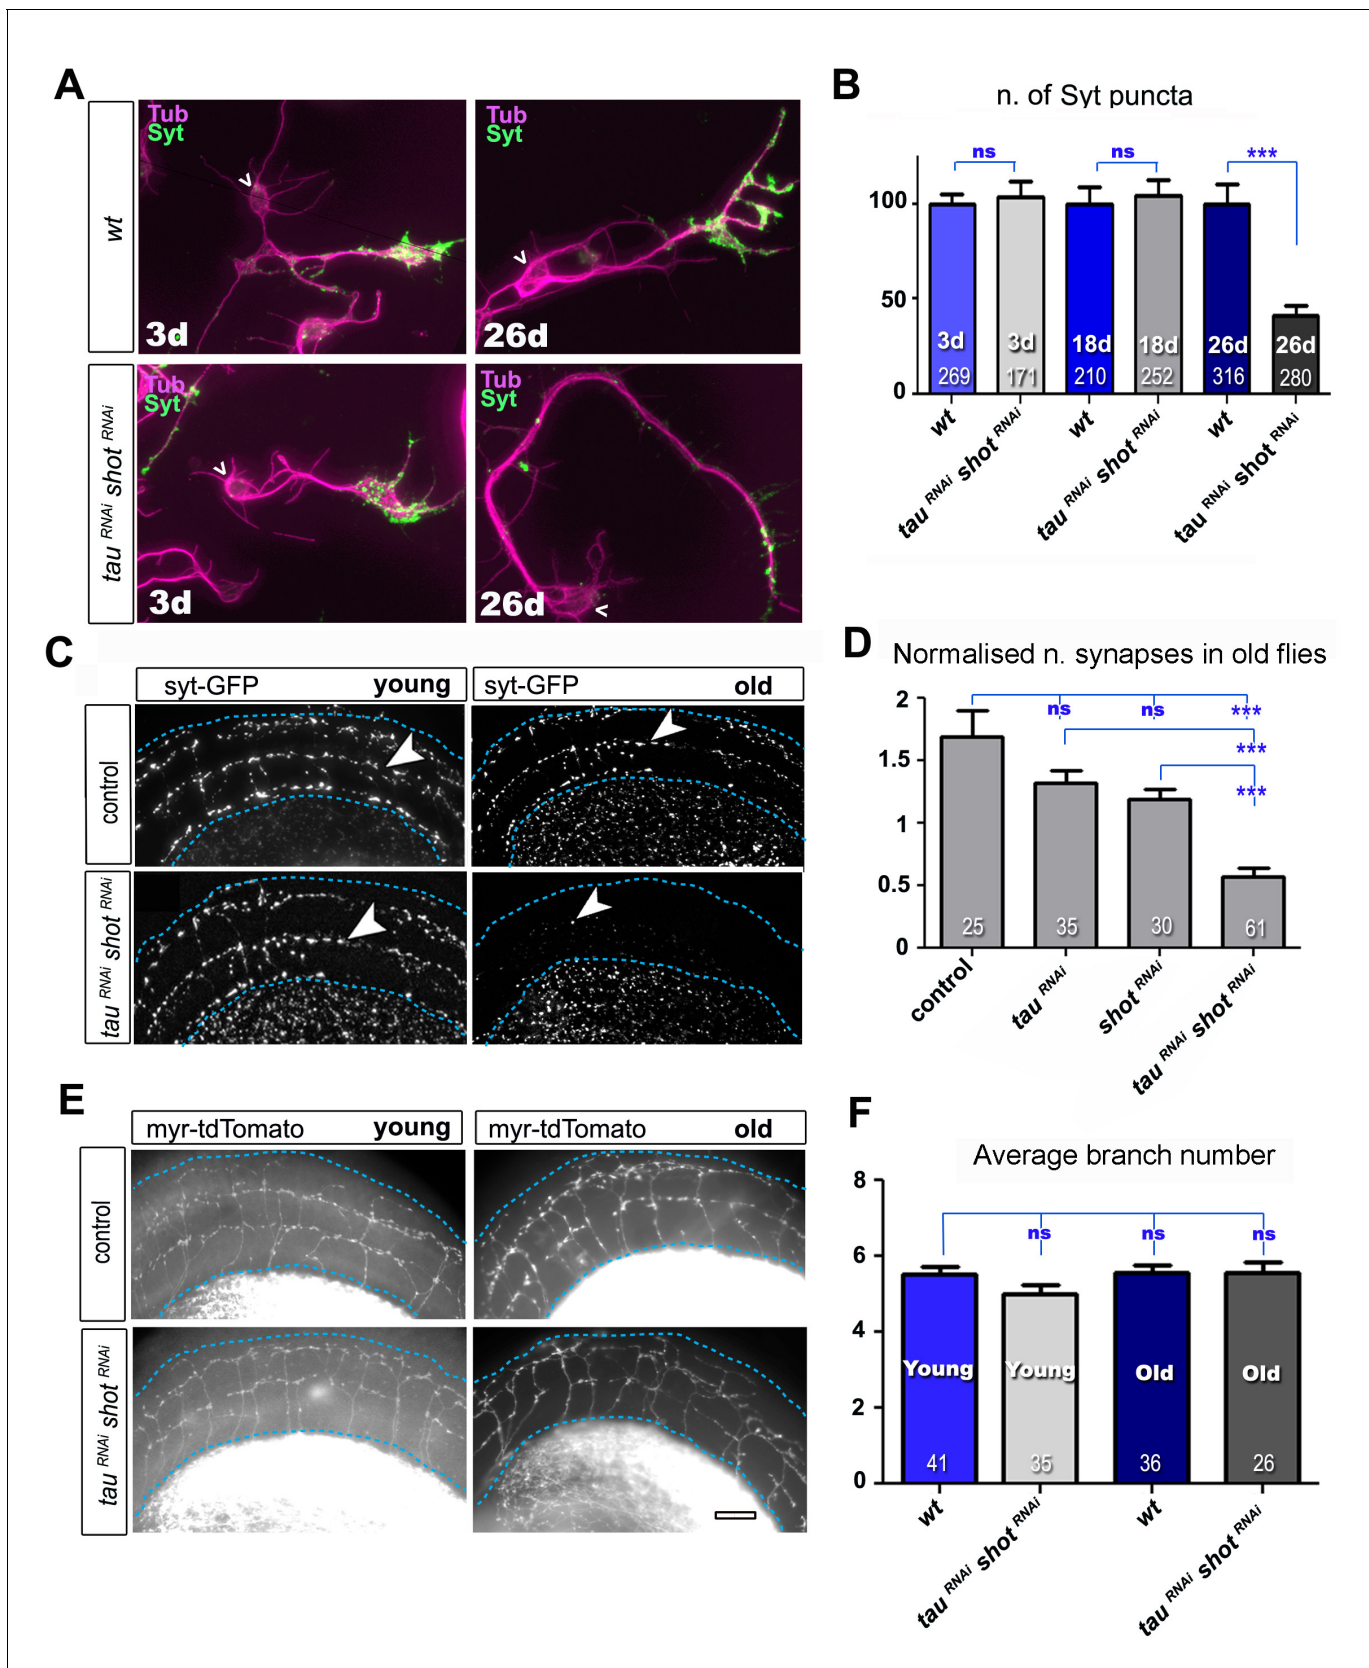 A
wt
Tub
Syt
3d
Tub
Syt
26d
tau RNAi shot RNAi
Tub
Syt
3d
Tub
Syt
26d
B
n. of Syt puncta
ns
ns
***
100
50
0
3d
269
3d
171
18d
210
18d
252
26d
316
26d
280
wt
tau RNAi shot RNAi
wt
tau RNAi shot RNAi
wt
tau RNAi shot RNAi
C
syt-GFP young
syt-GFP old
control
tau RNAi shot RNAi
D
Normalised n. synapses in old flies
2
1.5
1
0.5
0
ns
ns
***
***
***
25
35
30
61
control
tau RNAi
shot RNAi
tau RNAi shot RNAi
E
myr-tdTomato young
myr-tdTomato old
control
tau RNAi shot RNAi
F
Average branch number
8
6
4
2
0
ns
ns
ns
Young
Young
Old
Old
41
35
36
26
wt
tau RNAi shot RNAi
wt
tau RNAi shot RNAi